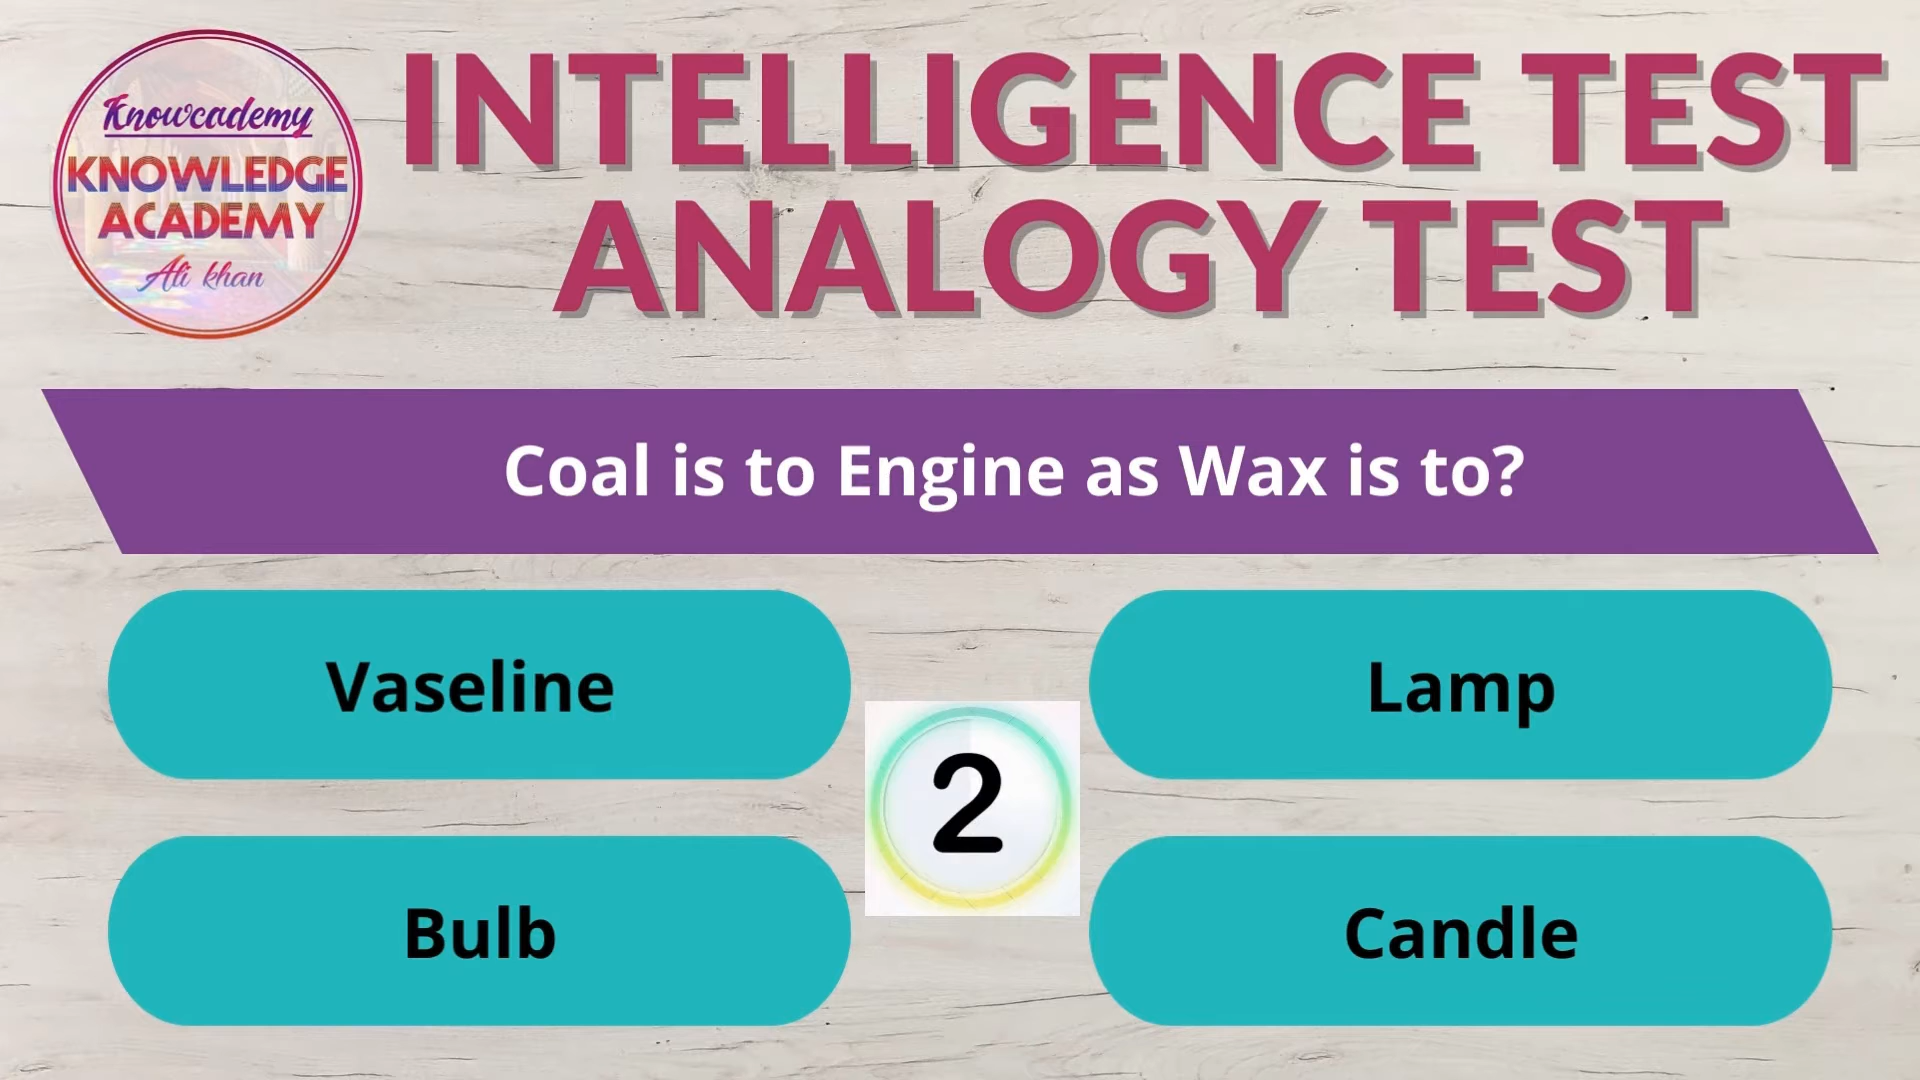 Knowcademy
KNOWLEDGE
ACADEMY
Ali khan
INTELLIGENCE TEST
ANALOGY TEST
Coal is to Engine as Wax is to?
Vaseline
Lamp
2
Bulb
Candle